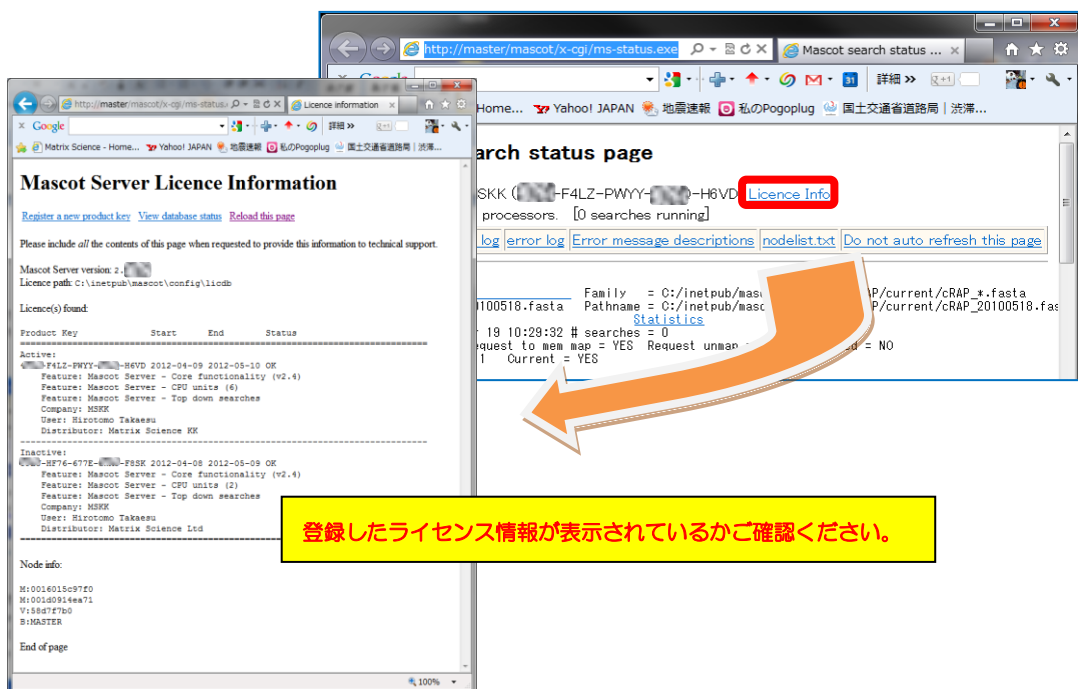 http://master/mascot/x-cgi/ms-status.exe
Mascot search status ...
詳細 »
Home... Yahoo! JAPAN 地震速報 私のPogoplug 国土交通省道路局 | 渋滞...
arch status page
SKK ( -F4LZ-PWYY- -H6VD Licence Info
processors. [0 searches running]
log error log Error message descriptions nodelist.txt Do not auto refresh this page
Family = C:/inetpub/mas P/current/cRAP_*.fasta
0100518.fasta Pathname = C:/inetpub/masc P/current/cRAP_20100518.fas
Statistics
19 10:29:32 # searches = 0
quest to mem map = YES Request unmap = NO
1 Current = YES
http://master/mascot/x-cgi/ms-status.
Licence information
Google
詳細 »
Matrix Science - Home... Yahoo! JAPAN 地震速報 私のPogoplug 国土交通省道路局 | 渋滞...
Mascot Server Licence Information
Register a new product key View database status Reload this page
Please include all the contents of this page when requested to provide this information to technical support.
Mascot Server version: 2.
Licence path: C:\inetpub\mascot\config\licdb
Licence(s) found:
Product Key Start End Status
Active:
-F4LZ-PWYY- -H6VD 2012-04-09 2012-05-10 OK
Feature: Mascot Server - Core functionality (v2.4)
Feature: Mascot Server - CPU units (6)
Feature: Mascot Server - Top down searches
Company: MSKK
User: Hirotomo Takaesu
Distributor: Matrix Science KK
Inactive:
-HF76-677E- -F8SK 2012-04-08 2012-05-09 OK
Feature: Mascot Server - Core functionality (v2.4)
Feature: Mascot Server - CPU units (2)
Feature: Mascot Server - Top down searches
Company: MSKK
User: Hirotomo Takaesu
Distributor: Matrix Science Ltd
Node info:
M:0016015c97f0
M:001d0914ea71
V:58d7f7b0
B:MASTER
End of page
100%
登録したライセンス情報が表示されているかご確認ください。